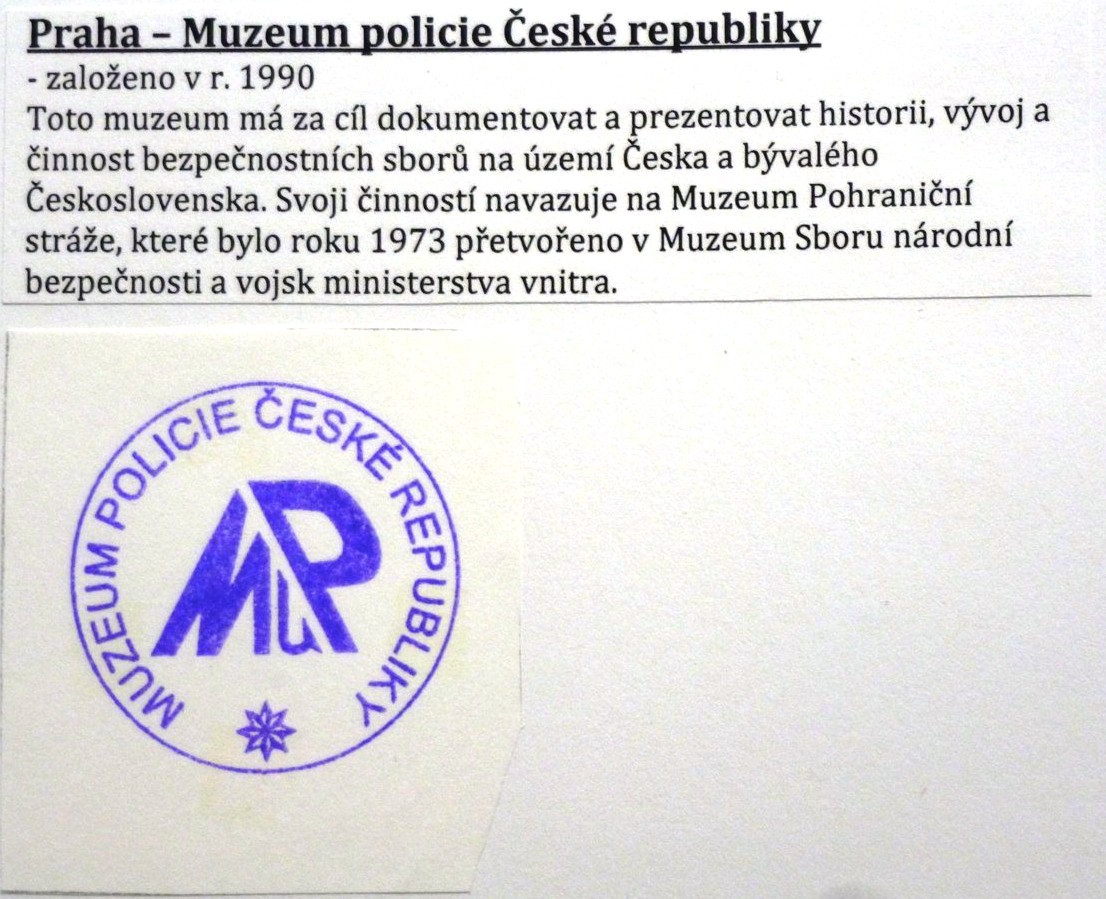 Praha – Muzeum policie České republiky
- založeno v r. 1990
Toto muzeum má za cíl dokumentovat a prezentovat historii, vývoj a
činnost bezpečnostních sborů na území Česka a bývalého
Československa. Svoji činností navazuje na Muzeum Pohraniční
stráže, které bylo roku 1973 přetvořeno v Muzeum Sboru národní
bezpečnosti a vojsk ministerstva vnitra.
MUZEUM POLICIE ČESKÉ REPUBLIKY
MuP